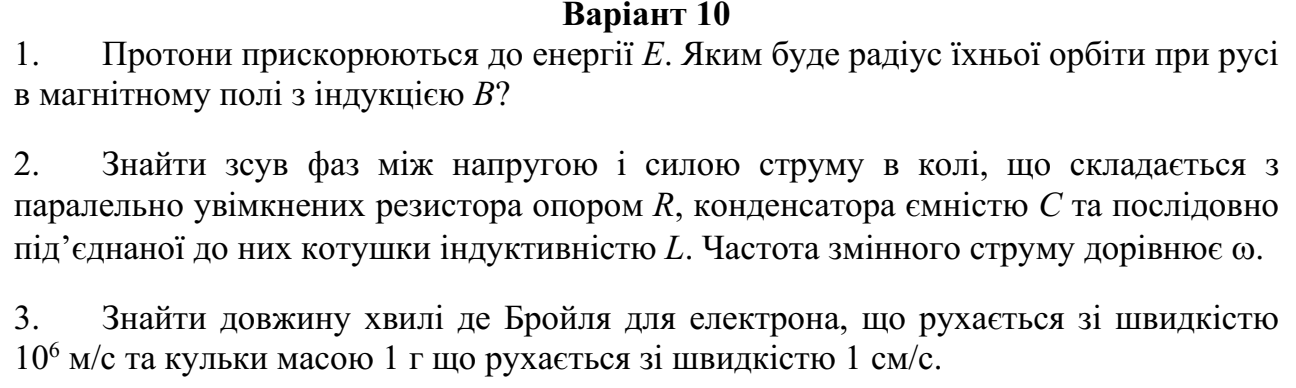 Варіант 10
1. Протони прискорюються до енергії E. Яким буде радіус їхньої орбіти при русі
в магнітному полі з індукцією B?
2. Знайти зсув фаз між напругою і силою струму в колі, що складається з
паралельно увімкнених резистора опором R, конденсатора ємністю C та послідовно
під’єднаної до них котушки індуктивністю L. Частота змінного струму дорівнює ω.
3. Знайти довжину хвилі де Бройля для електрона, що рухається зі швидкістю
10⁶ м/с та кульки масою 1 г що рухається зі швидкістю 1 см/с.